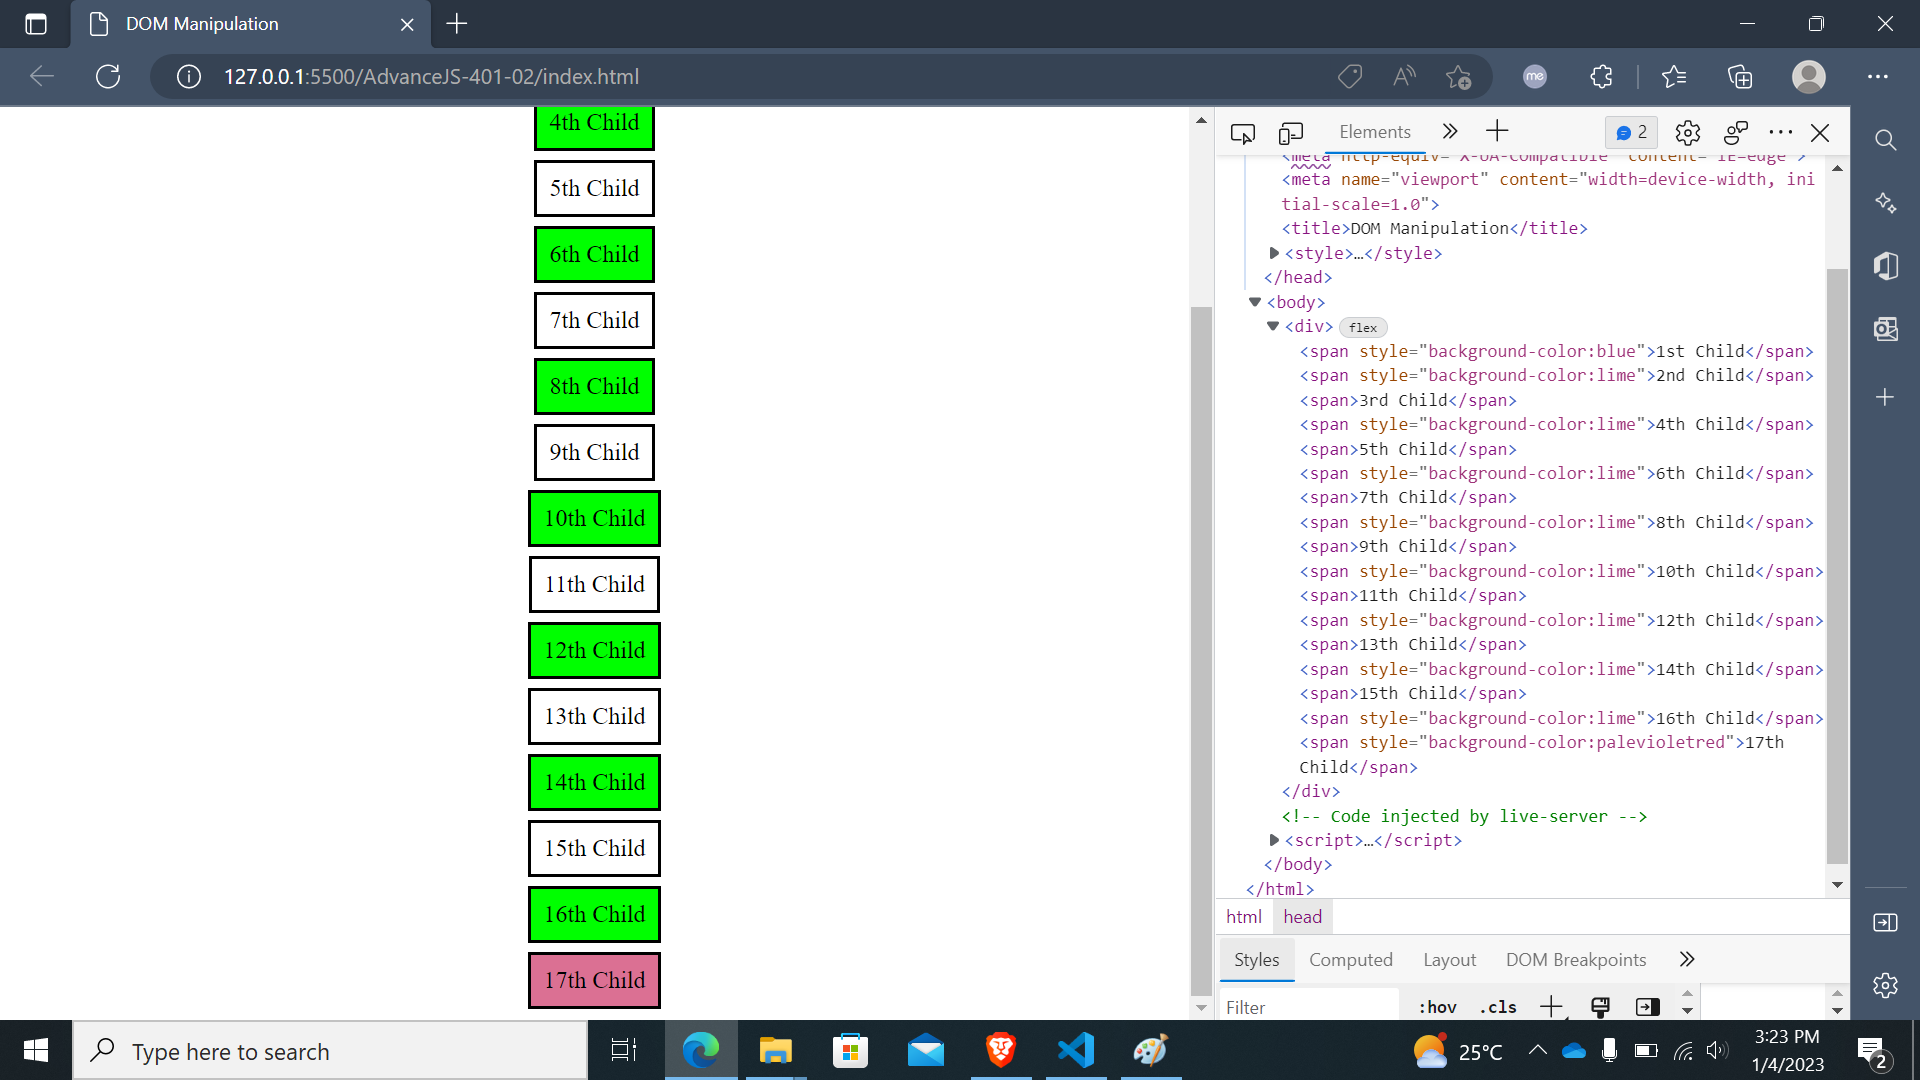 DOM Manipulation
127.0.0.1:5500/AdvanceJS-401-02/index.html
me
4th Child
5th Child
6th Child
7th Child
8th Child
9th Child
10th Child
11th Child
12th Child
13th Child
14th Child
15th Child
16th Child
17th Child
Elements
2
<meta http-equiv="X-UA-Compatible" content="IE=edge">
<meta name="viewport" content="width=device-width, ini
tial-scale=1.0">
<title>DOM Manipulation</title>
<style>…</style>
</head>
<body>
<div> flex
<span style="background-color:blue">1st Child</span>
<span style="background-color:lime">2nd Child</span>
<span>3rd Child</span>
<span style="background-color:lime">4th Child</span>
<span>5th Child</span>
<span style="background-color:lime">6th Child</span>
<span>7th Child</span>
<span style="background-color:lime">8th Child</span>
<span>9th Child</span>
<span style="background-color:lime">10th Child</span>
<span>11th Child</span>
<span style="background-color:lime">12th Child</span>
<span>13th Child</span>
<span style="background-color:lime">14th Child</span>
<span>15th Child</span>
<span style="background-color:lime">16th Child</span>
<span style="background-color:palevioletred">17th
Child</span>
</div>
<!-- Code injected by live-server -->
<script>…</script>
</body>
</html>
html head
Styles Computed Layout DOM Breakpoints
Filter :hov .cls
Type here to search
25°C
3:23 PM
1/4/2023
2